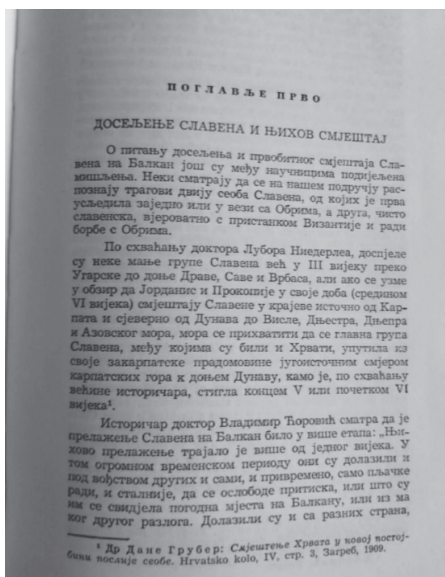 ПОГЛАВЉЕ ПРВО
ДОСЕЉЕЊЕ СЛАВЕНА И ЊИХОВ СМЈЕШТАЈ
О питању досељења и првобитног смјештаја Сла-
вена на Балкан још су међу научницима подијељена
мишљења. Неки сматрају да се на нашем подручју рас-
познају трагови двију сеоба Славена, од којих је прва
усљедила заједно или у вези са Обрима, а друга, чисто
славенска, вјероватно с пристанком Византије и ради
борбе с Обрима.
По схваћању доктора Лубора Ниедерлеа, доспјеле
су неке мање групе Славена већ у III вијеку преко
Угарске до доње Драве, Саве и Врбаса, али ако се узме
у обзир да Јорданис и Прокопије у своје доба (средином
VI вијека) смјештају Славене у крајеве источно од Кар-
пата и сјеверно од Дунава до Висле, Дњестра, Дњепра
и Азовског мора, мора се прихватити да се главна група
Славена, међу којима су били и Хрвати, упутила из
своје закарпатске прадомовине југоисточним смјером
карпатских гора к доњем Дунаву, камо је, по схваћању
већине историчара, стигла концем V или почетком VI
вијека¹.
Историчар доктор Владимир Ћоровић сматра да је
прелажење Славена на Балкан било у више етапа: „Њи-
хово прелажење трајало је више од једног вијека. У
том огромном временском периоду они су долазили и
под вођством других и сами, и привремено, само пљачке
ради, и сталније, да се ослободе притиска, или што су
им се свидјела погодна мјеста на Балкану, или из ма
ког другог разлога. Долазили су и са разних страна,
¹ Др Дане Грубер: Смјештење Хрвата у новој постој-
бини послије сеобе. Hrvatsko kolo, IV, стр. 3, Загреб, 1909.